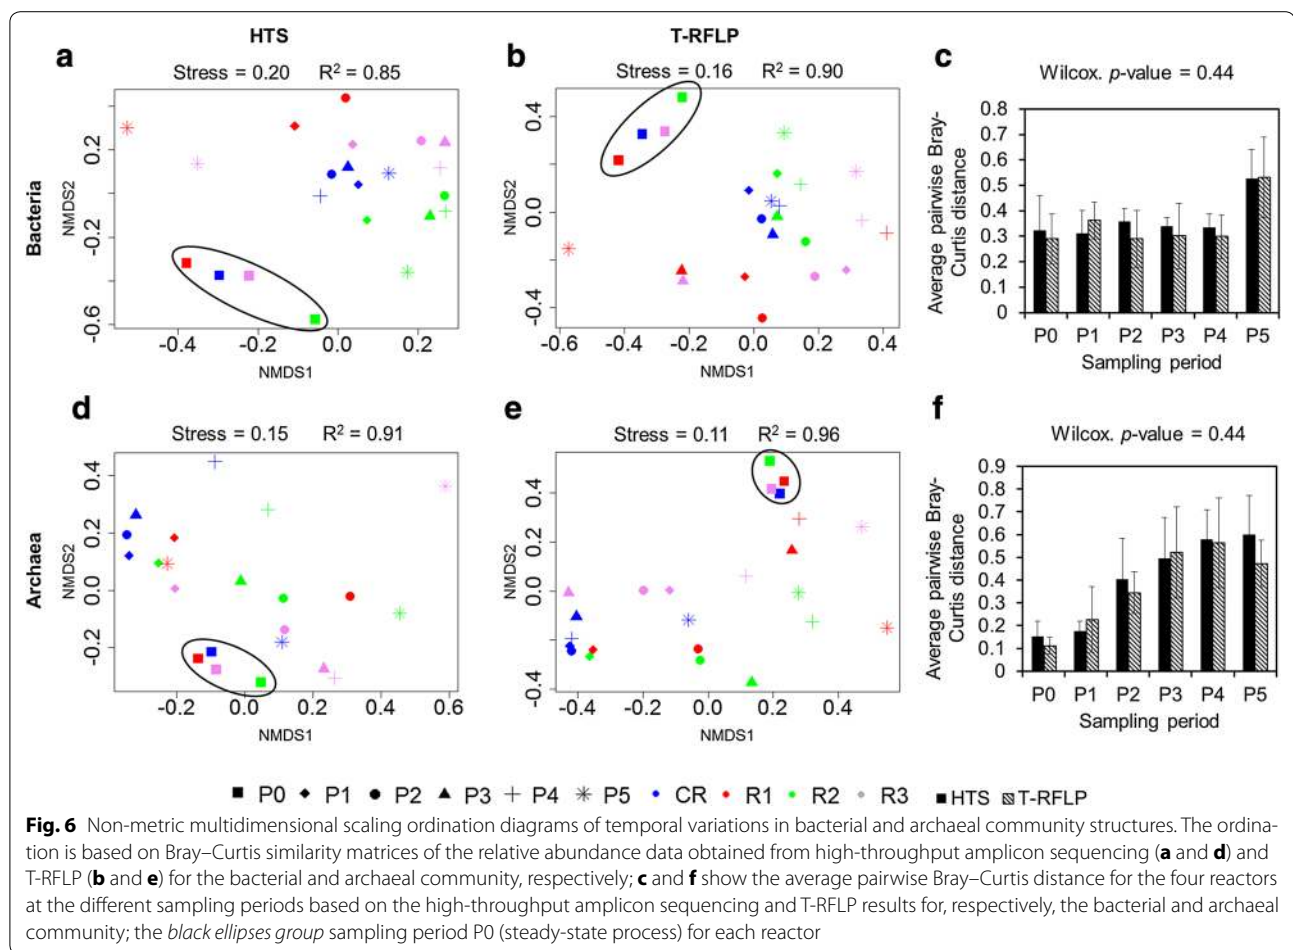 HTS
T-RFLP
a
Stress = 0.20 R² = 0.85
b
Stress = 0.16 R² = 0.90
c
Wilcox. p-value = 0.44
Bacteria
NMDS2
0.2
-0.2
-0.6
-0.4
-0.2
0.0
0.2
NMDS1
NMDS2
0.4
0.0
-0.4
-0.6
-0.4
-0.2
0.0
0.2
0.4
NMDS1
Average pairwise Bray-
Curtis distance
0.8
0.7
0.6
0.5
0.4
0.3
0.2
0.1
0
P0 P1 P2 P3 P4 P5
Sampling period
d
Stress = 0.15 R² = 0.91
e
Stress = 0.11 R² = 0.96
f
Wilcox. p-value = 0.44
Archaea
NMDS2
0.4
0.2
0.0
-0.2
-0.2
0.0
0.2
0.4
0.6
NMDS1
NMDS2
0.4
0.0
-0.4
-0.4
-0.2
0.0
0.2
0.4
NMDS1
Average pairwise Bray-
Curtis distance
0.9
0.8
0.7
0.6
0.5
0.4
0.3
0.2
0.1
0
P0 P1 P2 P3 P4 P5
Sampling period
P0 P1 P2 P3 P4 P5 CR R1 R2 R3 HTS T-RFLP
Fig. 6 Non-metric multidimensional scaling ordination diagrams of temporal variations in bacterial and archaeal community structures. The ordina-
tion is based on Bray–Curtis similarity matrices of the relative abundance data obtained from high-throughput amplicon sequencing (a and d) and
T-RFLP (b and e) for the bacterial and archaeal community, respectively; c and f show the average pairwise Bray–Curtis distance for the four reactors
at the different sampling periods based on the high-throughput amplicon sequencing and T-RFLP results for, respectively, the bacterial and archaeal
community; the black ellipses group sampling period P0 (steady-state process) for each reactor